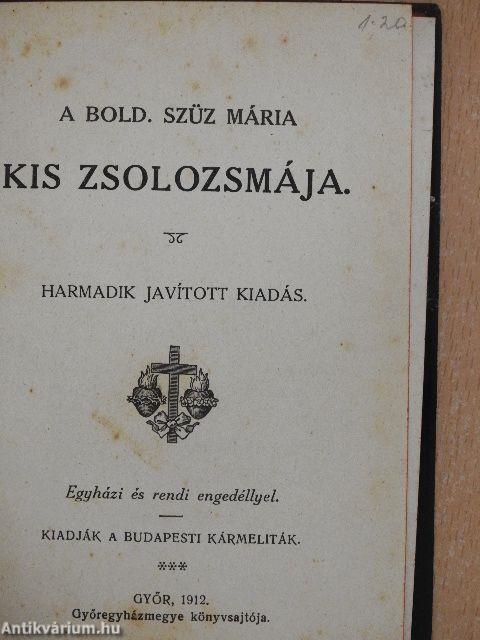 1.20
A BOLD. SZÜZ MÁRIA
KIS ZSOLOZSMÁJA.
HARMADIK JAVÍTOTT KIADÁS.
Egyházi és rendi engedéllyel.
KIADJÁK A BUDAPESTI KÁRMELITÁK.
***
GYŐR, 1912.
Győregyházmegye könyvsajtója.
Antikvárium.hu